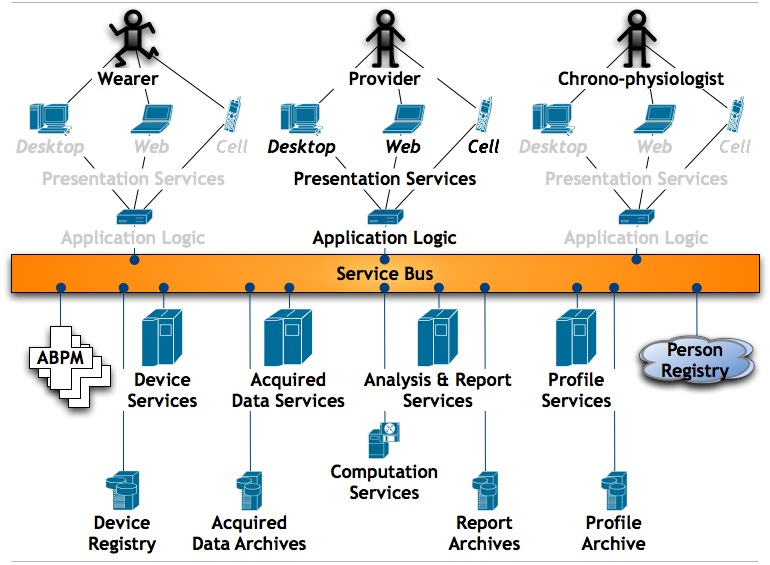 Wearer
Provider
Chrono-physiologist
Desktop
Web
Cell
Desktop
Web
Cell
Desktop
Web
Cell
Presentation Services
Presentation Services
Presentation Services
Application Logic
Application Logic
Application Logic
Service Bus
ABPM
Device
Services
Acquired
Data Services
Analysis & Report
Services
Profile
Services
Person
Registry
Computation
Services
Device
Registry
Acquired
Data Archives
Report
Archives
Profile
Archive